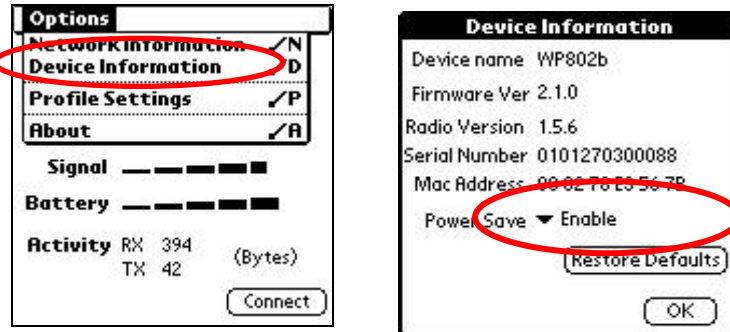 Options
Network Information /N
Device Information /D
Profile Settings /P
About /A
Signal
Battery
Activity RX 394
TX 42
(Bytes)
Connect
Device Information
Device name WP802b
Firmware Ver 2.1.0
Radio Version 1.5.6
Serial Number 0101270300088
Mac Address
Power Save Enable
Restore Defaults
OK